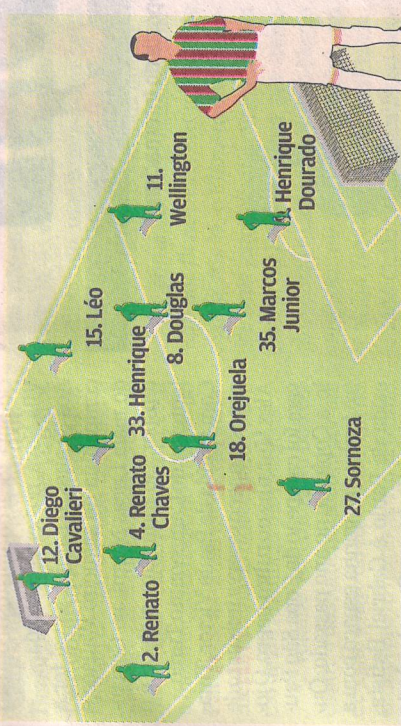 12. Diego
Cavalieri
2. Renato
4. Renato
Chaves
33. Henrique
15. Léo
18. Orejuela
8. Douglas
11.
Wellington
27. Sornoza
35. Marcos
Junior
Henrique
Dourado